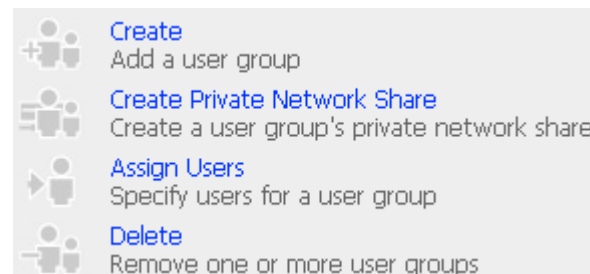 Create
Add a user group
Create Private Network Share
Create a user group's private network share
Assign Users
Specify users for a user group
Delete
Remove one or more user groups